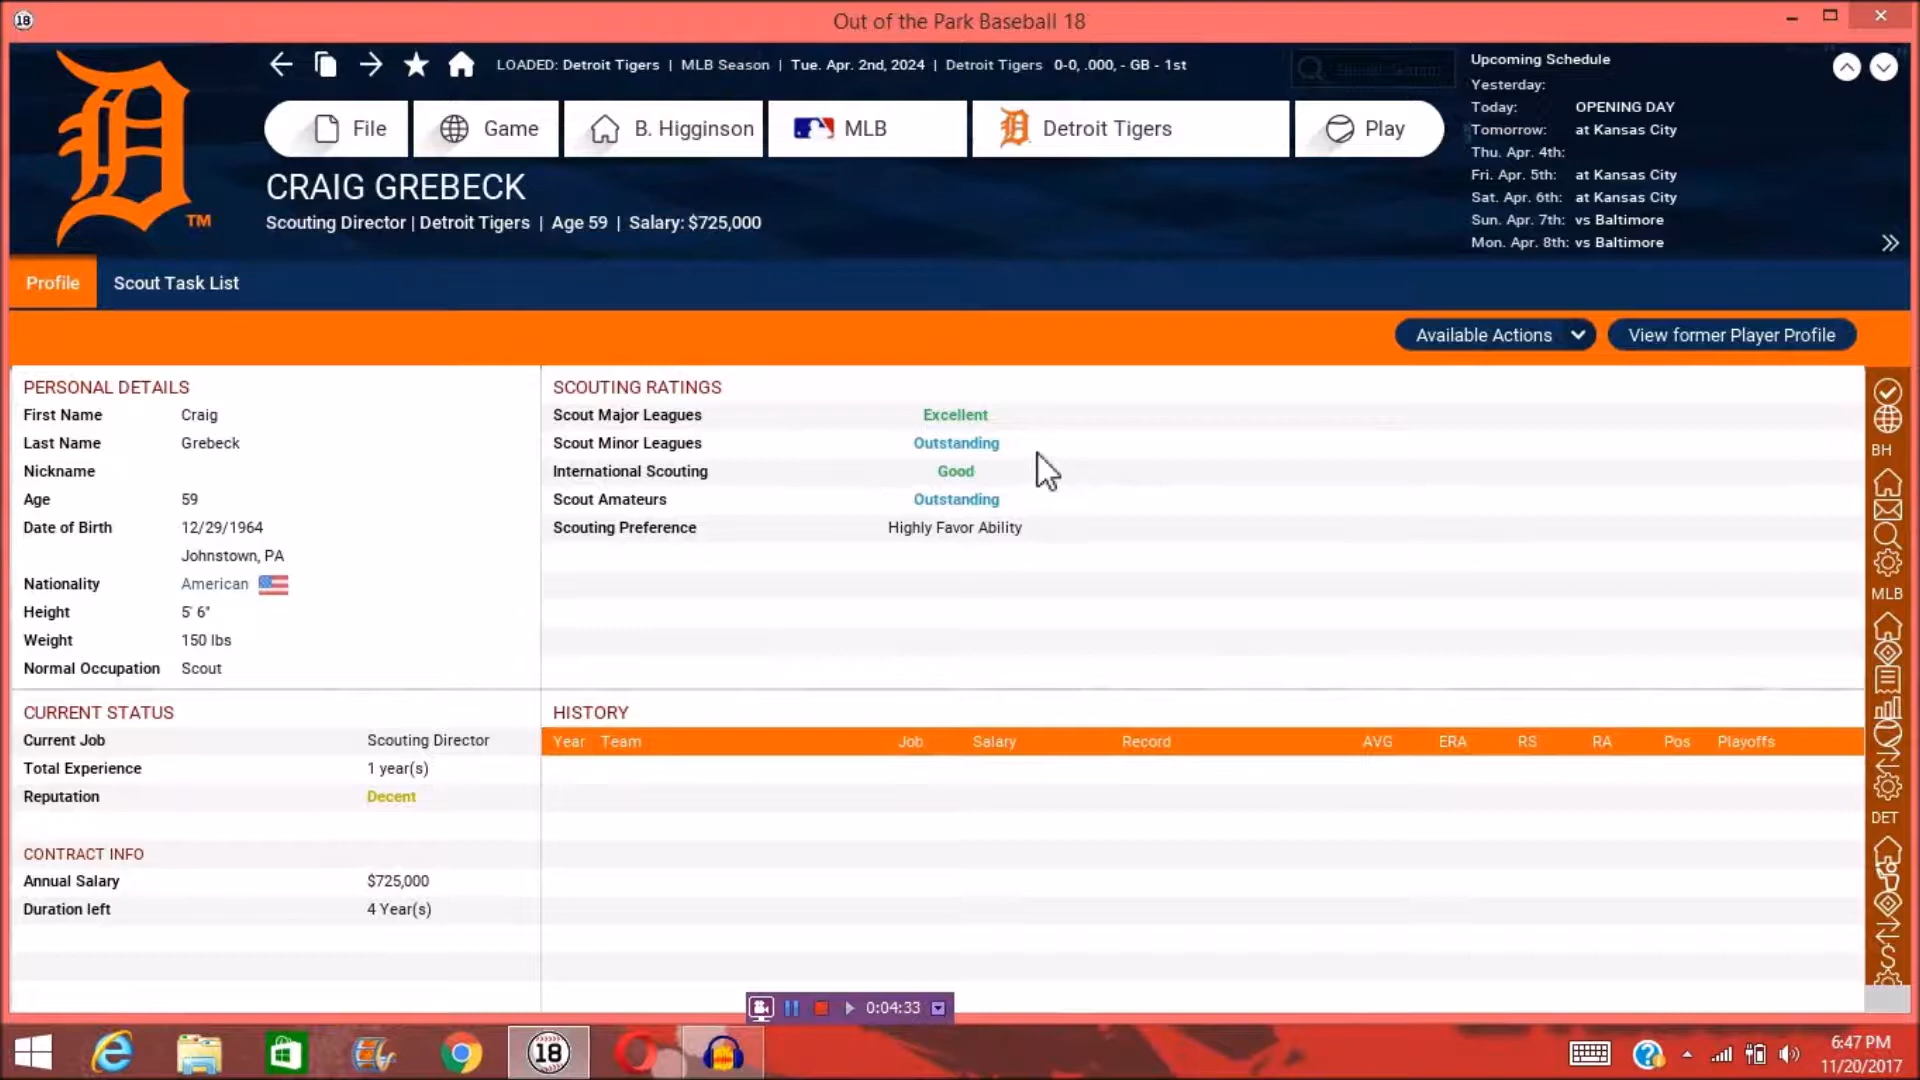 18 Out of the Park Baseball 18
LOADED: Detroit Tigers | MLB Season | Tue. Apr. 2nd, 2024 | Detroit Tigers 0-0, .000, - GB - 1st
File Game B. Higginson MLB Detroit Tigers Play
TM
CRAIG GREBECK
Scouting Director | Detroit Tigers | Age 59 | Salary: $725,000
Upcoming Schedule
Yesterday:
Today: OPENING DAY
Tomorrow: at Kansas City
Thu. Apr. 4th:
Fri. Apr. 5th: at Kansas City
Sat. Apr. 6th: at Kansas City
Sun. Apr. 7th: vs Baltimore
Mon. Apr. 8th: vs Baltimore
Profile Scout Task List
Available Actions View former Player Profile
PERSONAL DETAILS
First Name Craig
Last Name Grebeck
Nickname
Age 59
Date of Birth 12/29/1964
Johnstown, PA
Nationality American
Height 5' 6"
Weight 150 lbs
Normal Occupation Scout
SCOUTING RATINGS
Scout Major Leagues Excellent
Scout Minor Leagues Outstanding
International Scouting Good
Scout Amateurs Outstanding
Scouting Preference Highly Favor Ability
CURRENT STATUS
Current Job Scouting Director
Total Experience 1 year(s)
Reputation Decent
CONTRACT INFO
Annual Salary $725,000
Duration left 4 Year(s)
HISTORY
Year Team Job Salary Record AVG ERA RS RA Pos Playoffs
BH
MLB
DET
0:04:33
18
6:47 PM
11/20/2017